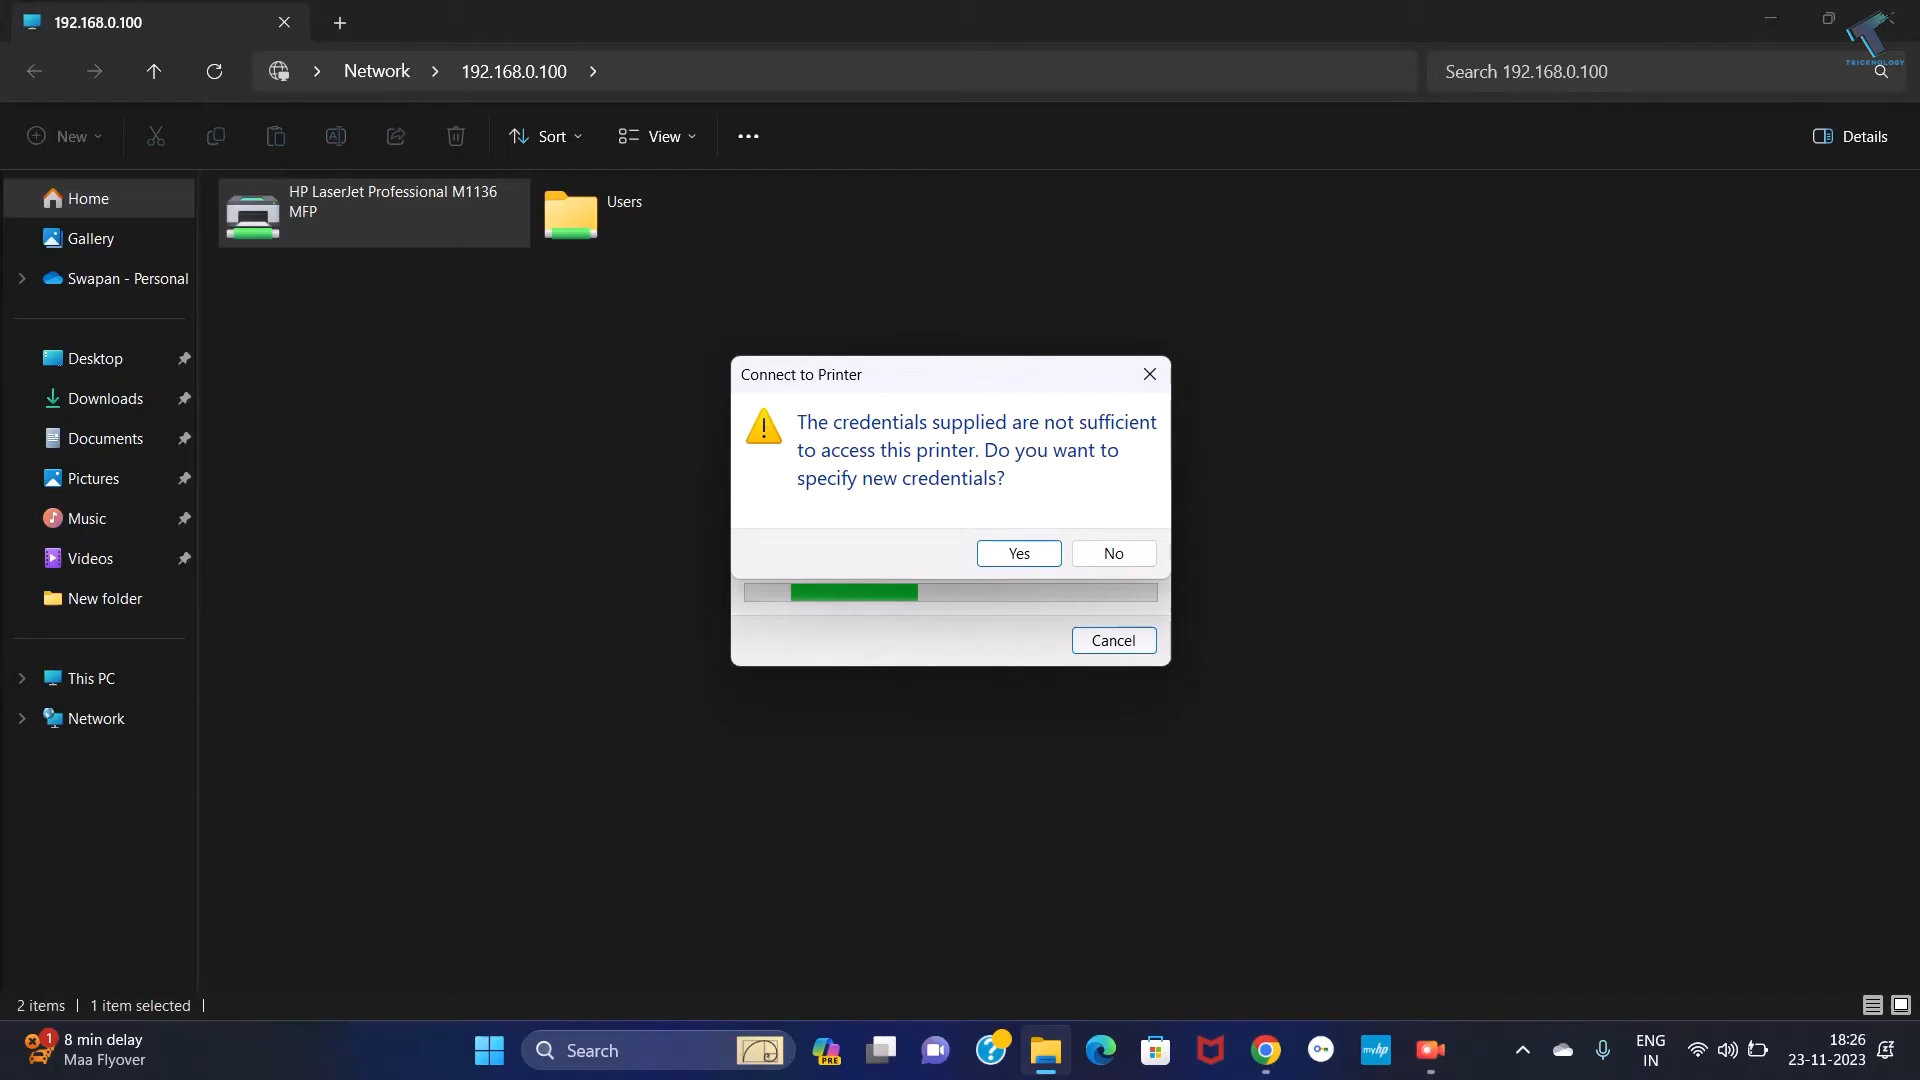 192.168.0.100
Network
192.168.0.100
Search 192.168.0.100
TRICKNOLOGY
New
Sort
View
Details
Home
Gallery
Swapan - Personal
Desktop
Downloads
Documents
Pictures
Music
Videos
New folder
This PC
Network
HP LaserJet Professional M1136
MFP
Users
Connect to Printer
The credentials supplied are not sufficient
to access this printer. Do you want to
specify new credentials?
Yes
No
Cancel
2 items
1 item selected
1
8 min delay
Maa Flyover
Search
PRE
myhp
ENG
IN
18:26
23-11-2023